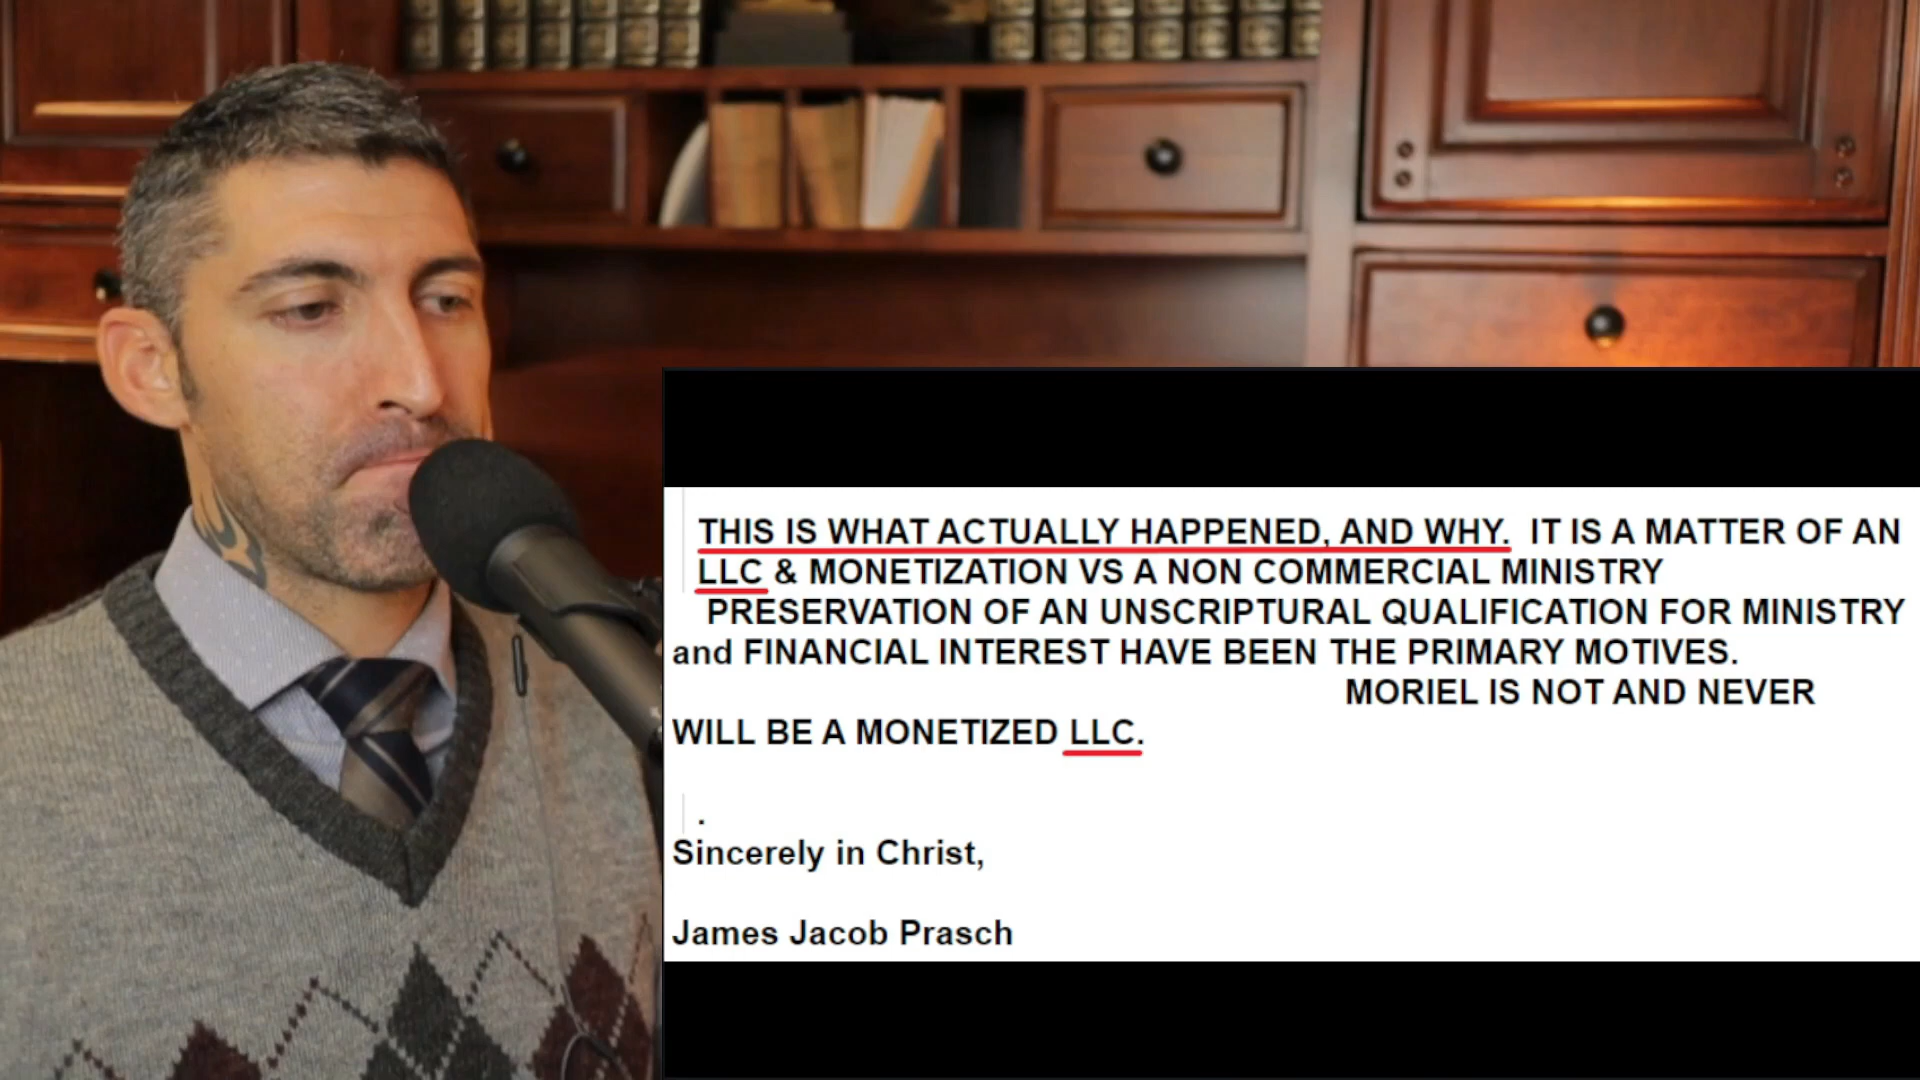 THIS IS WHAT ACTUALLY HAPPENED, AND WHY. IT IS A MATTER OF AN
LLC & MONETIZATION VS A NON COMMERCIAL MINISTRY
PRESERVATION OF AN UNSCRIPTURAL QUALIFICATION FOR MINISTRY
and FINANCIAL INTEREST HAVE BEEN THE PRIMARY MOTIVES.
MORIEL IS NOT AND NEVER
WILL BE A MONETIZED LLC.
.
Sincerely in Christ,
James Jacob Prasch